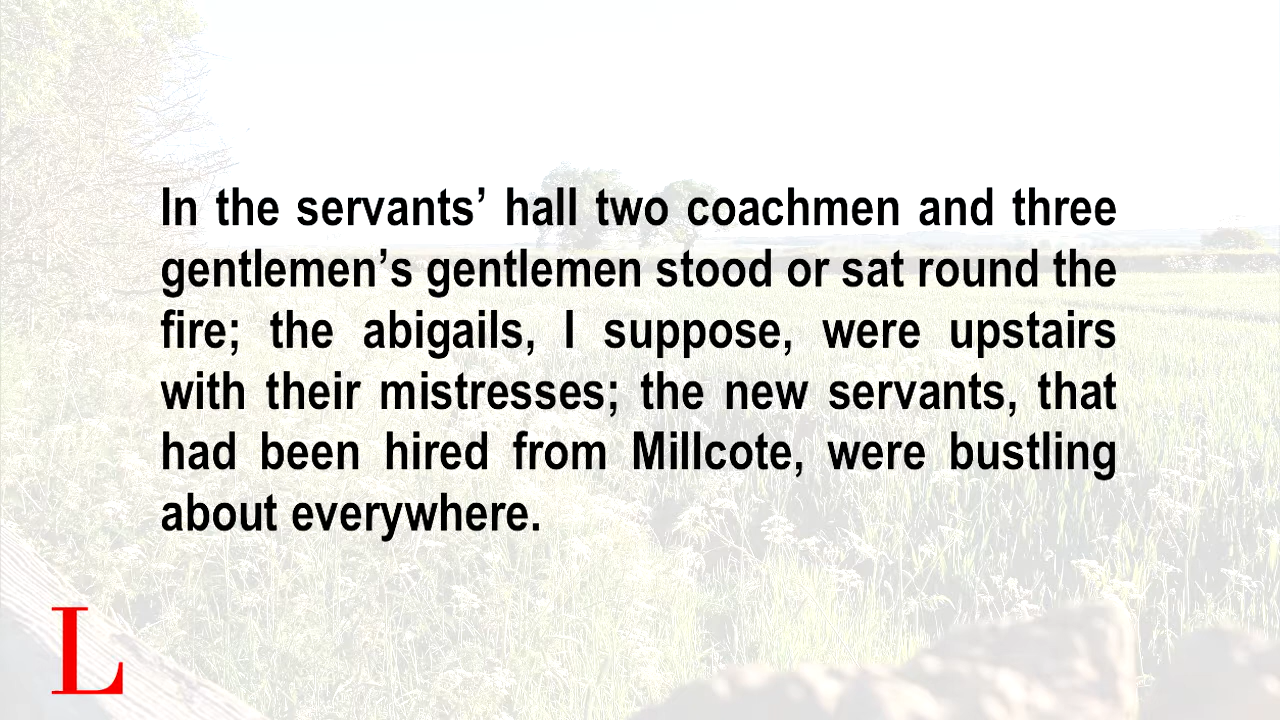 In the servants’ hall two coachmen and three
gentlemen’s gentlemen stood or sat round the
fire; the abigails, I suppose, were upstairs
with their mistresses; the new servants, that
had been hired from Millcote, were bustling
about everywhere.
L